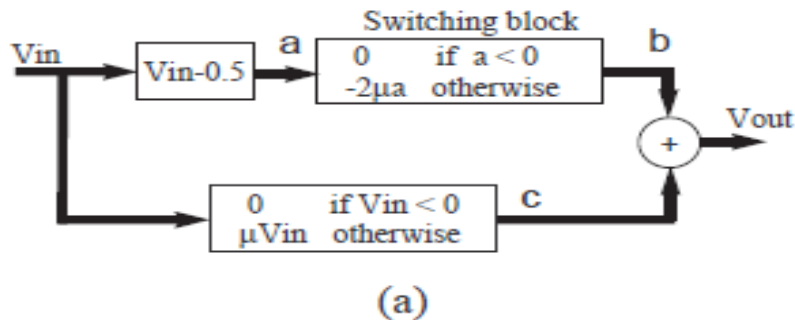 Switching block
Vin
Vin-0.5
a
0 if a < 0
-2μa otherwise
b
+
Vout
0 if Vin < 0
μVin otherwise
c
(a)